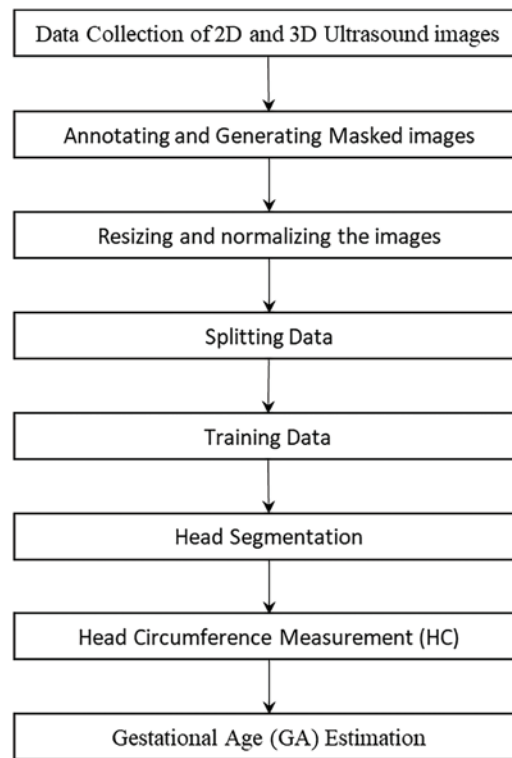 Data Collection of 2D and 3D Ultrasound images
Annotating and Generating Masked images
Resizing and normalizing the images
Splitting Data
Training Data
Head Segmentation
Head Circumference Measurement (HC)
Gestational Age (GA) Estimation